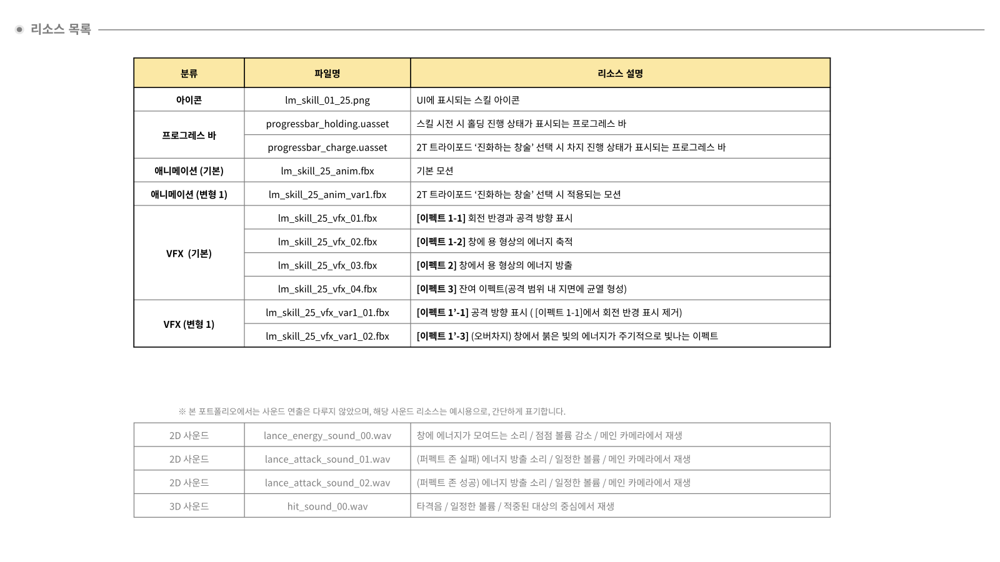 리소스 목록
분류 파일명 리소스 설명
아이콘 lm_skill_01_25.png UI에 표시되는 스킬 아이콘
프로그레스 바 progressbar_holding.uasset 스킬 시전 시 홀딩 진행 상태가 표시되는 프로그레스 바
progressbar_charge.uasset 2T 트라이포드 ‘진화하는 창술’ 선택 시 차지 진행 상태가 표시되는 프로그레스 바
애니메이션 (기본) lm_skill_25_anim.fbx 기본 모션
애니메이션 (변형 1) lm_skill_25_anim_var1.fbx 2T 트라이포드 ‘진화하는 창술’ 선택 시 적용되는 모션
VFX (기본) lm_skill_25_vfx_01.fbx [이펙트 1-1] 회전 반경과 공격 방향 표시
lm_skill_25_vfx_02.fbx [이펙트 1-2] 창에 용 형상의 에너지 축적
lm_skill_25_vfx_03.fbx [이펙트 2] 창에서 용 형상의 에너지 방출
lm_skill_25_vfx_04.fbx [이펙트 3] 잔여 이펙트(공격 범위 내 지면에 균열 형성)
VFX (변형 1) lm_skill_25_vfx_var1_01.fbx [이펙트 1’-1] 공격 방향 표시 ( [이펙트 1-1]에서 회전 반경 표시 제거)
lm_skill_25_vfx_var1_02.fbx [이펙트 1’-3] (오버차지) 창에서 붉은 빛의 에너지가 주기적으로 빛나는 이펙트
※ 본 포트폴리오에서는 사운드 연출은 다루지 않았으며, 해당 사운드 리소스는 예시용으로, 간단하게 표기합니다.
2D 사운드 lance_energy_sound_00.wav 창에 에너지가 모여드는 소리 / 점점 볼륨 감소 / 메인 카메라에서 재생
2D 사운드 lance_attack_sound_01.wav (퍼펙트 존 실패) 에너지 방출 소리 / 일정한 볼륨 / 메인 카메라에서 재생
2D 사운드 lance_attack_sound_02.wav (퍼펙트 존 성공) 에너지 방출 소리 / 일정한 볼륨 / 메인 카메라에서 재생
3D 사운드 hit_sound_00.wav 타격음 / 일정한 볼륨 / 적중된 대상의 중심에서 재생